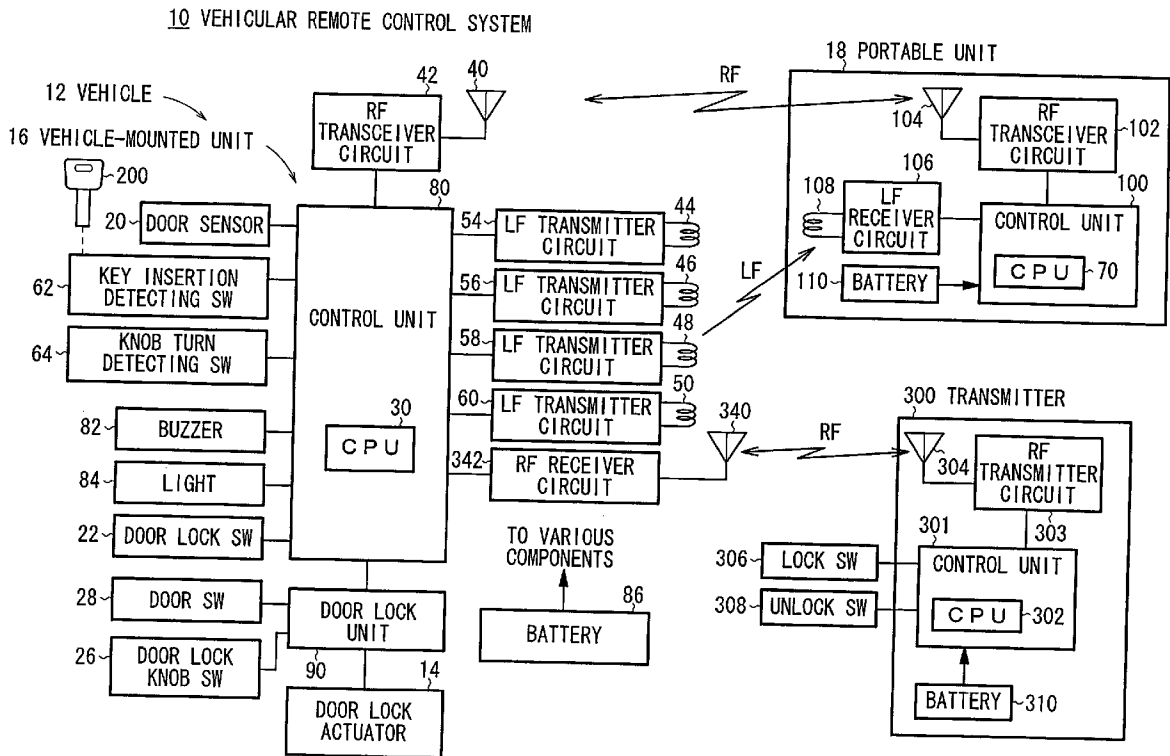 10 VEHICULAR REMOTE CONTROL SYSTEM
12 VEHICLE
16 VEHICLE-MOUNTED UNIT
200
42
40
RF
TRANSCEIVER
CIRCUIT
RF
18 PORTABLE UNIT
104
RF
TRANSCEIVER
CIRCUIT
102
106
108
LF
RECEIVER
CIRCUIT
100
CONTROL UNIT
CPU
70
110
BATTERY
LF
20
DOOR SENSOR
62
KEY INSERTION
DETECTING SW
64
KNOB TURN
DETECTING SW
82
BUZZER
84
LIGHT
22
DOOR LOCK SW
28
DOOR SW
26
DOOR LOCK
KNOB SW
80
CONTROL UNIT
30
CPU
DOOR LOCK
UNIT
90
14
DOOR LOCK
ACTUATOR
54
LF TRANSMITTER
CIRCUIT
44
56
LF TRANSMITTER
CIRCUIT
46
58
LF TRANSMITTER
CIRCUIT
48
60
LF TRANSMITTER
CIRCUIT
50
342
RF RECEIVER
CIRCUIT
340
TO VARIOUS
COMPONENTS
86
BATTERY
RF
300 TRANSMITTER
304
RF
TRANSMITTER
CIRCUIT
303
301
CONTROL UNIT
CPU
302
306
LOCK SW
308
UNLOCK SW
BATTERY
310